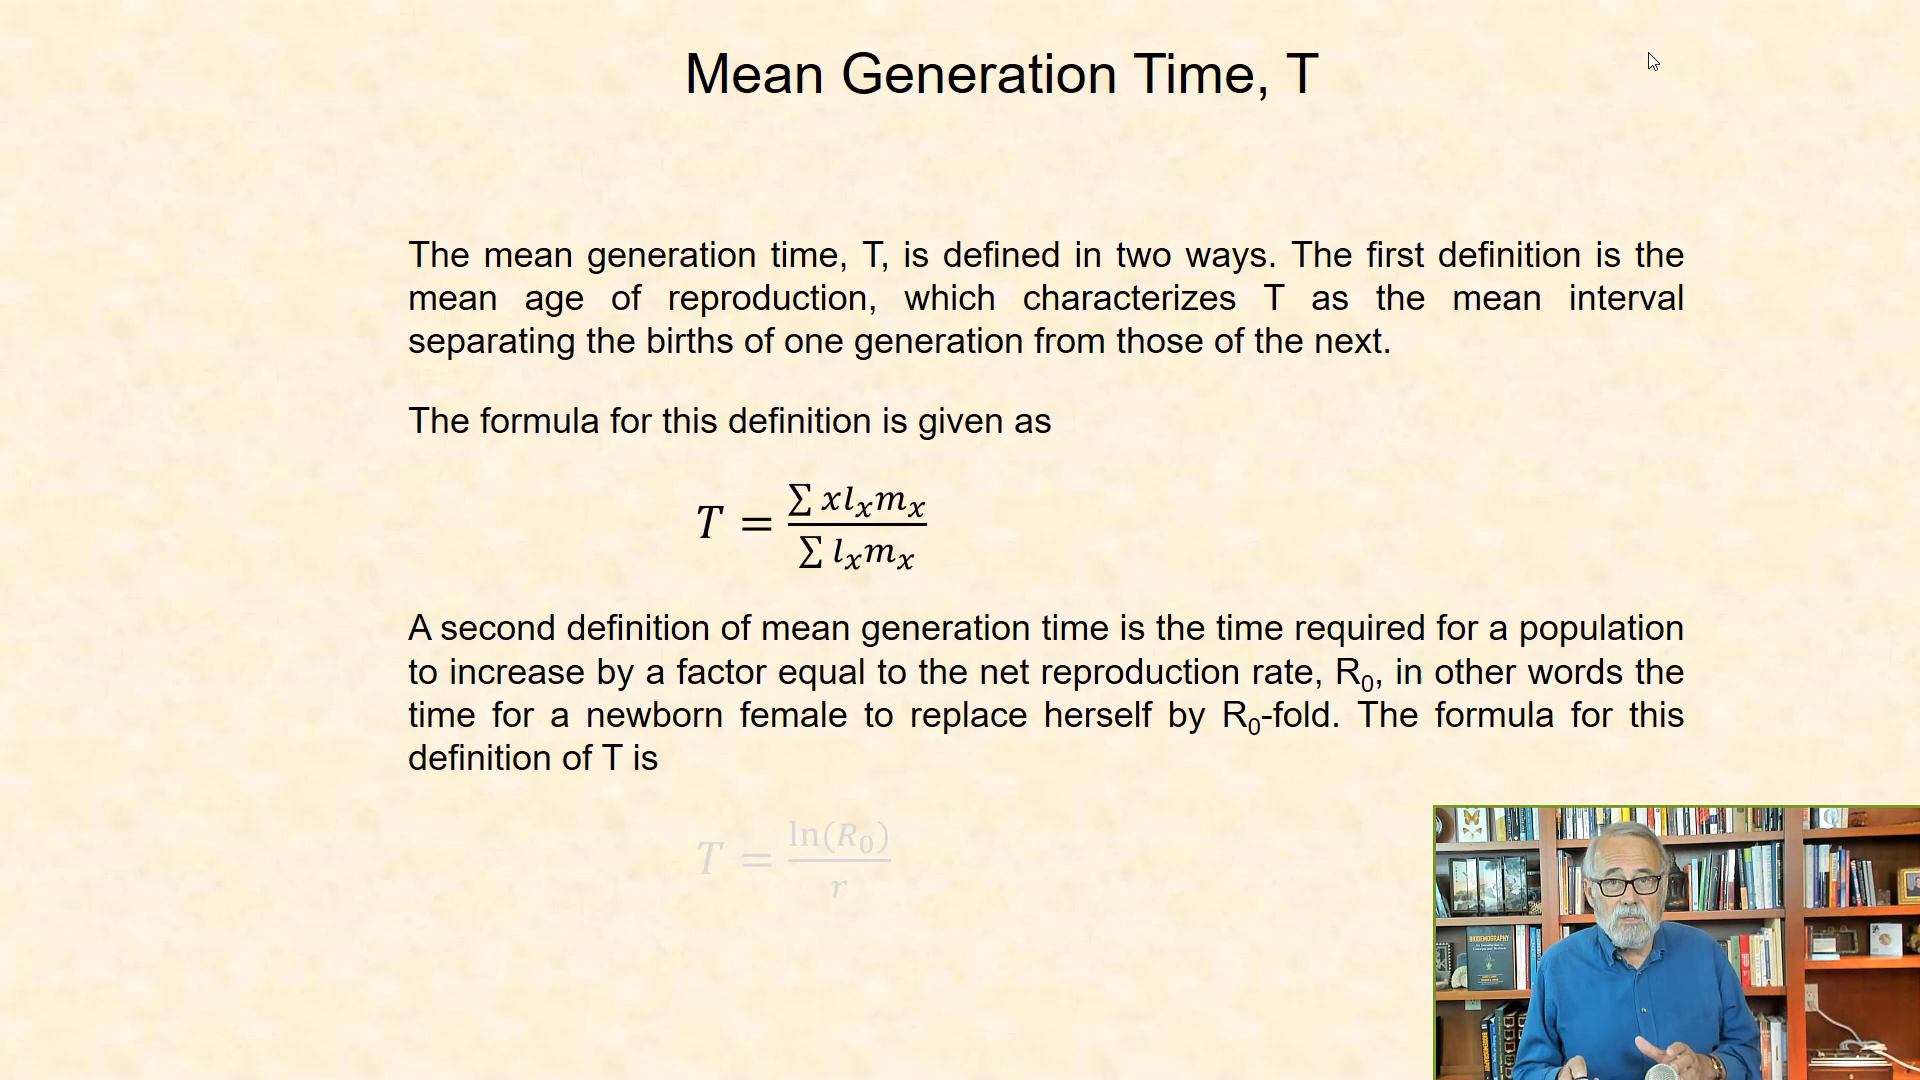 Mean Generation Time, T
The mean generation time, T, is defined in two ways. The first definition is the
mean age of reproduction, which characterizes T as the mean interval
separating the births of one generation from those of the next.
The formula for this definition is given as
T = ∑ xlₓmₓ / ∑ lₓmₓ
A second definition of mean generation time is the time required for a population
to increase by a factor equal to the net reproduction rate, R₀, in other words the
time for a newborn female to replace herself by R₀-fold. The formula for this
definition of T is
T = ln(R₀) / r
BIODEMOGRAPHY